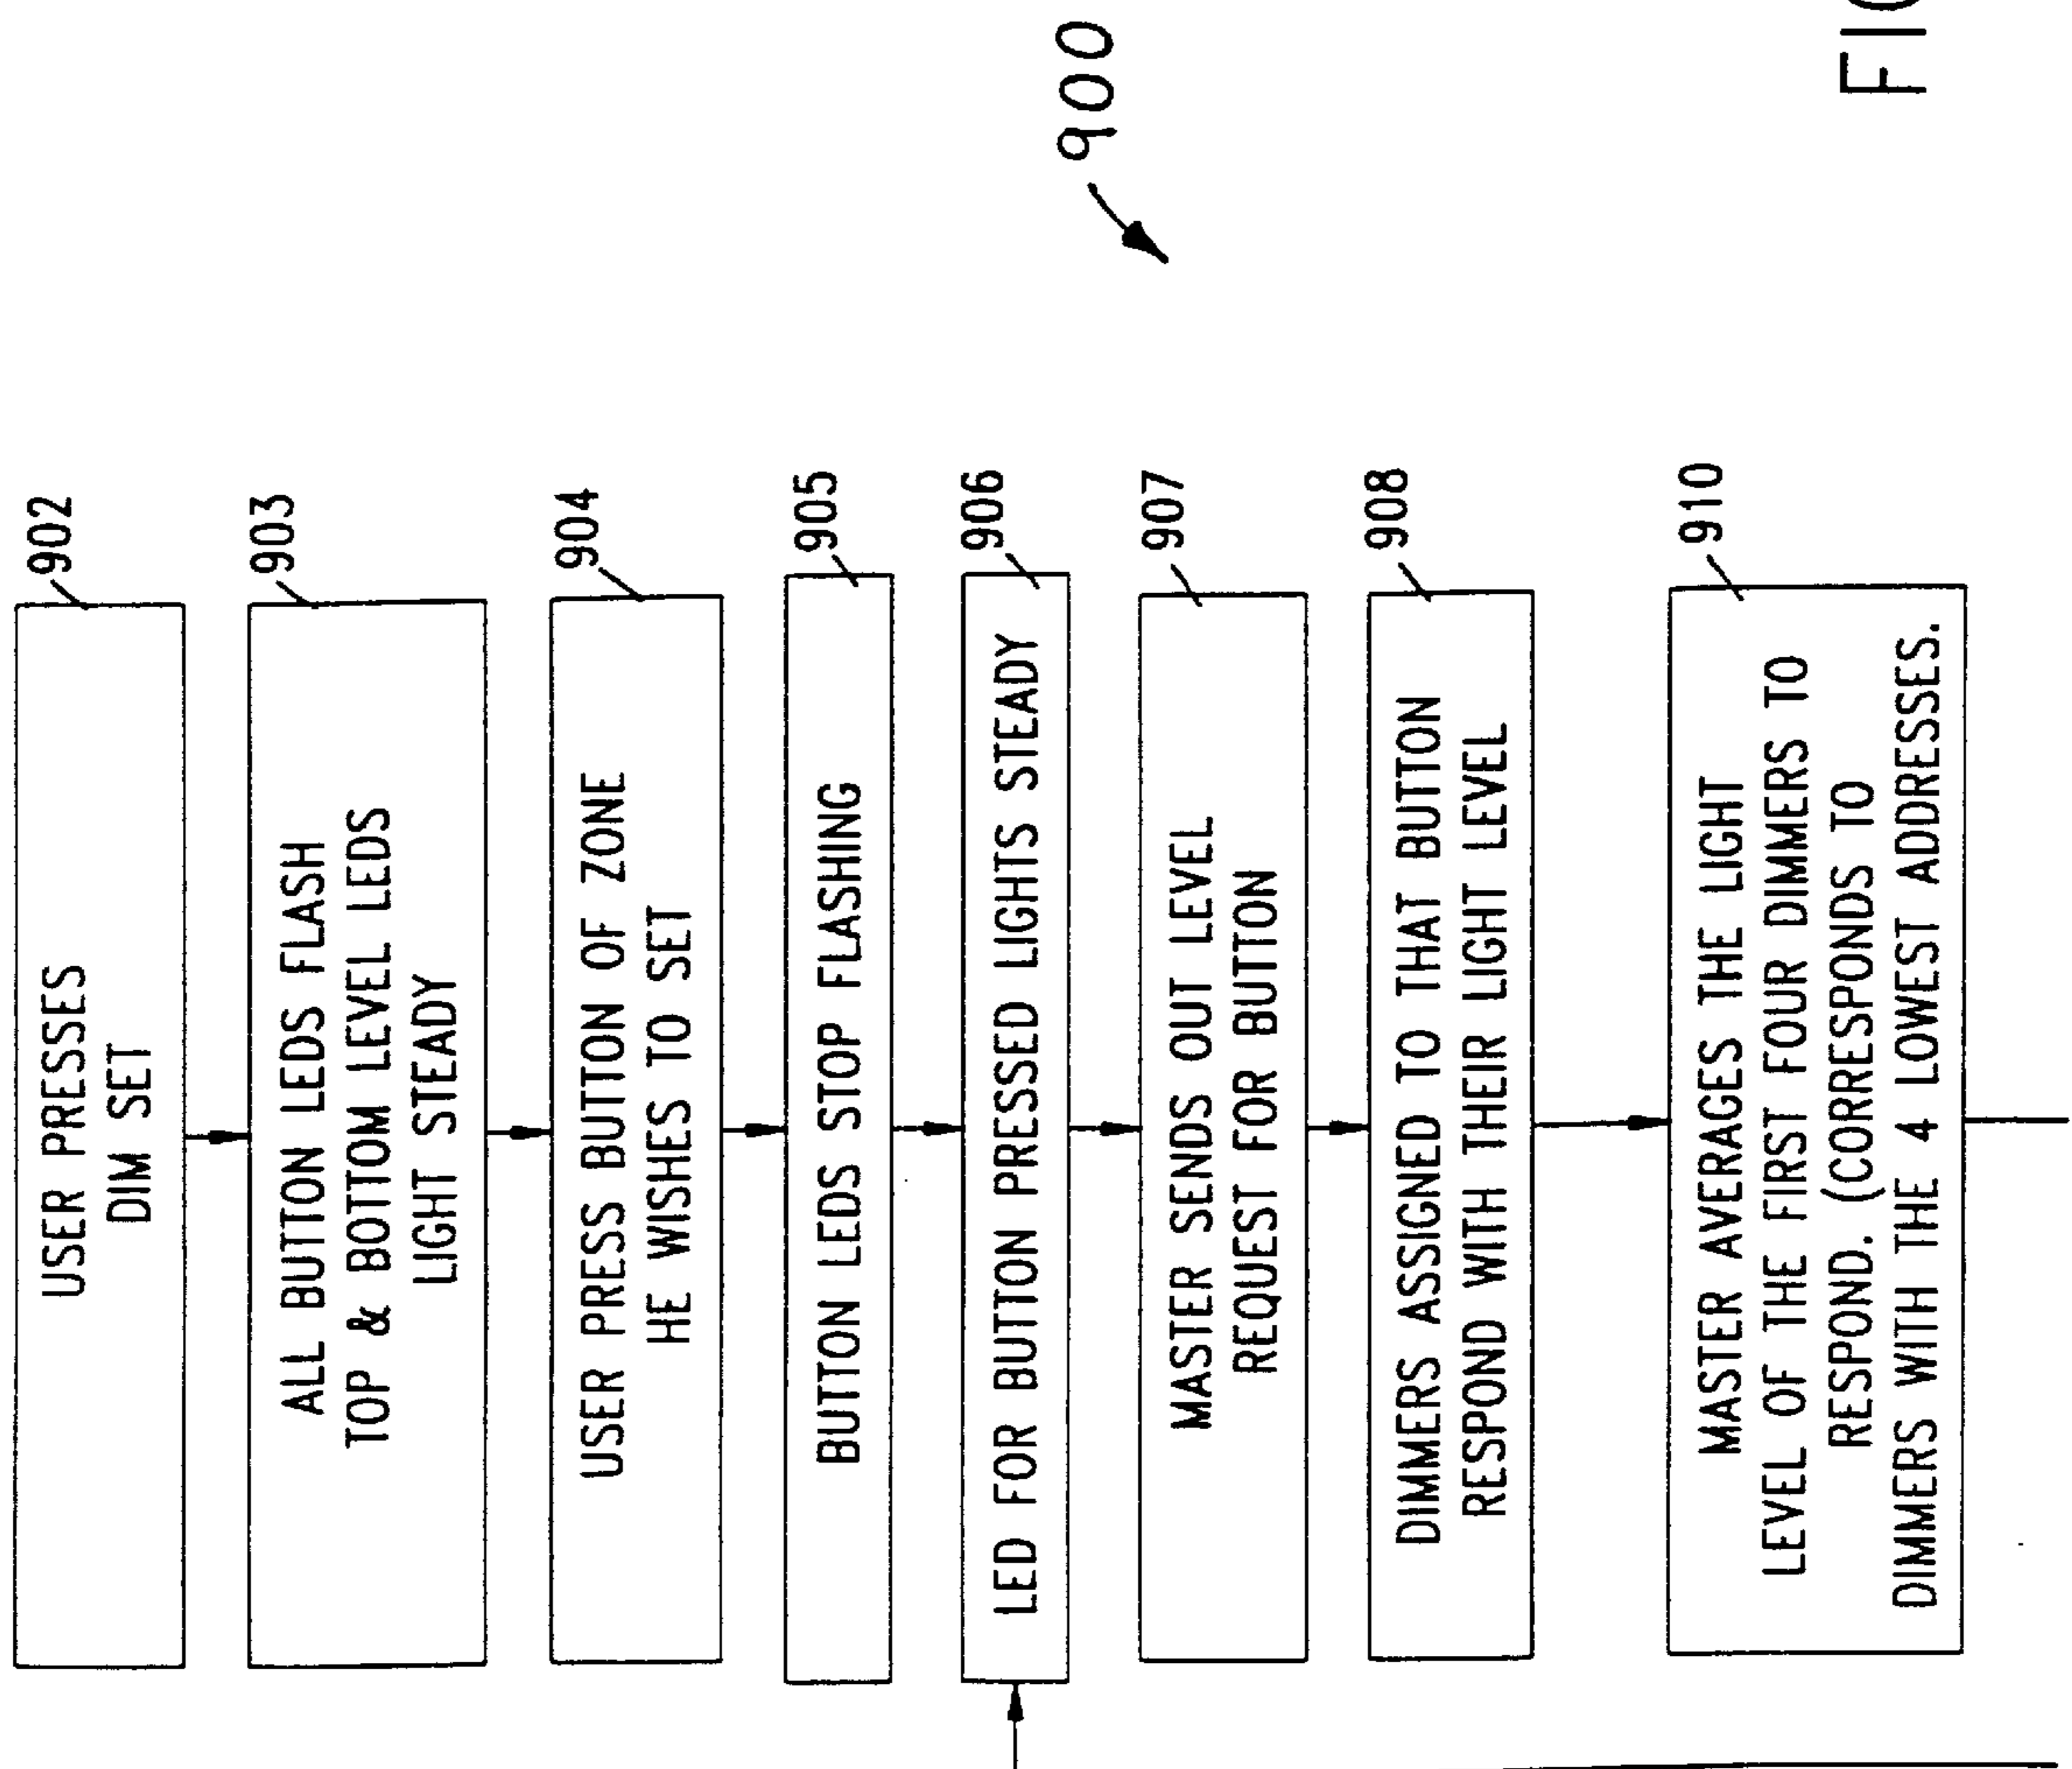 902
USER PRESSES
DIM SET
903
ALL BUTTON LEDS FLASH
TOP & BOTTOM LEVEL LEDS
LIGHT STEADY
904
USER PRESS BUTTON OF ZONE
HE WISHES TO SET
905
BUTTON LEDS STOP FLASHING
906
LED FOR BUTTON PRESSED LIGHTS STEADY
907
MASTER SENDS OUT LEVEL
REQUEST FOR BUTTON
908
DIMMERS ASSIGNED TO THAT BUTTON
RESPOND WITH THEIR LIGHT LEVEL
910
MASTER AVERAGES THE LIGHT
LEVEL OF THE FIRST FOUR DIMMERS TO
RESPOND. (CORRESPONDS TO
DIMMERS WITH THE 4 LOWEST ADDRESSES.
900